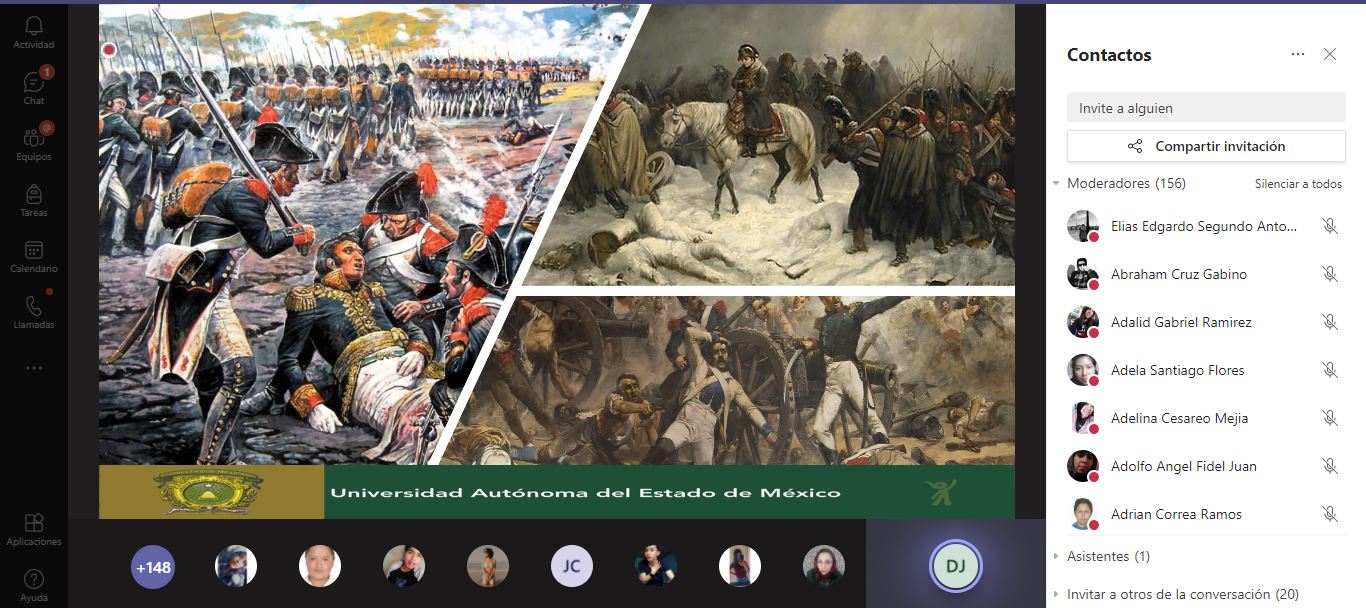 Actividad
Chat
1
Equipos
@
Tareas
Calendario
Llamadas
Aplicaciones
Ayuda
Universidad Autónoma del Estado de México
+148
JC
DJ
Contactos
Invite a alguien
Compartir invitación
Moderadores (156)
Silenciar a todos
Elias Edgardo Segundo Anto...
Abraham Cruz Gabino
Adalid Gabriel Ramirez
Adela Santiago Flores
Adelina Cesareo Mejia
Adolfo Angel Fidel Juan
Adrian Correa Ramos
Asistentes (1)
Invitar a otros de la conversación (20)